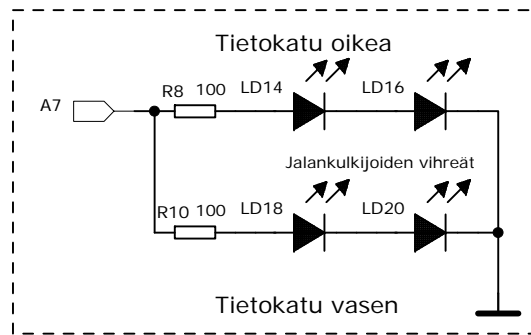 Tietokatu oikea
R8 100 LD14 LD16
A7
Jalankulkijoiden vihreät
R10 100 LD18 LD20
Tietokatu vasen